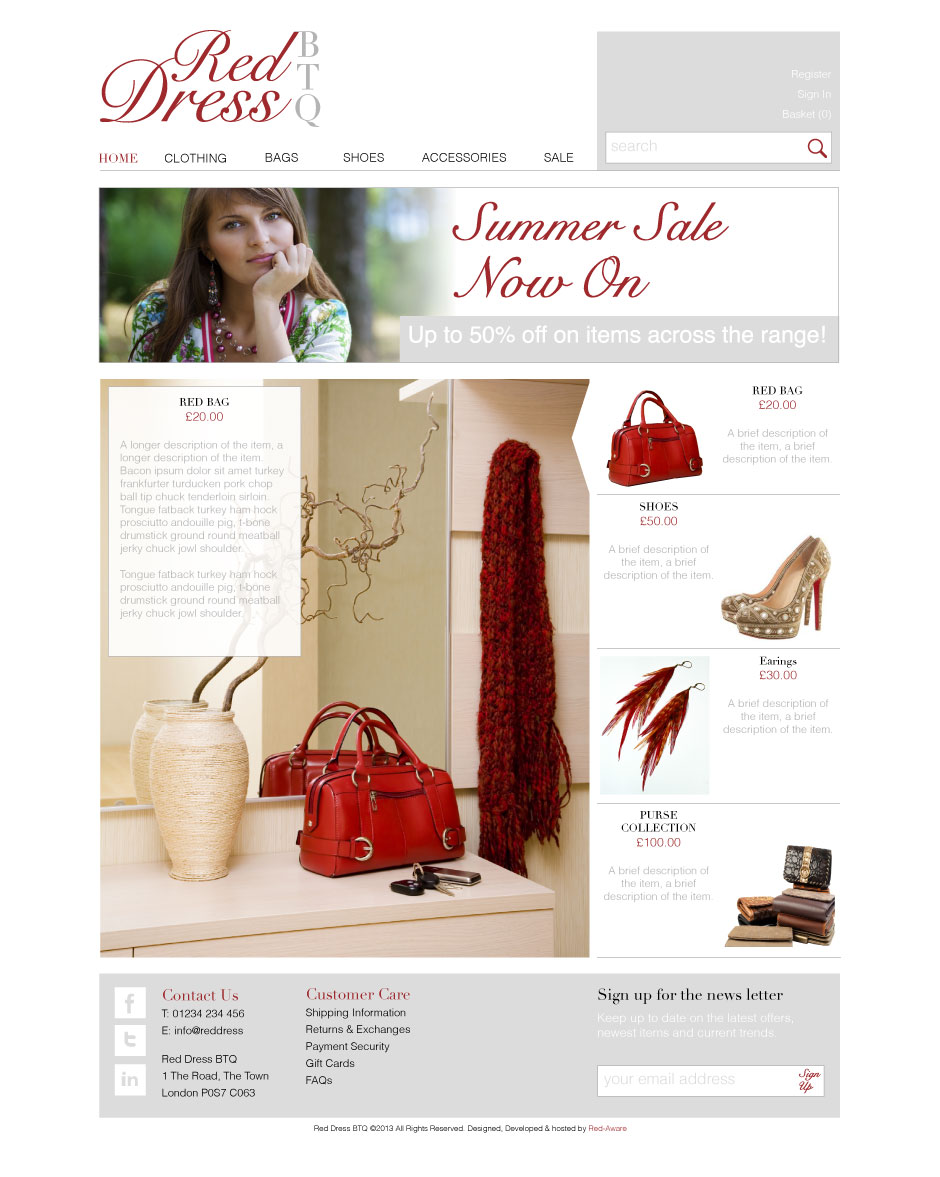 Red
Dress
BTQ
Register
Sign In
Basket (0)
search
HOME CLOTHING BAGS SHOES ACCESSORIES SALE
Summer Sale
Now On
Up to 50% off on items across the range!
RED BAG
£20.00
A longer description of the item, a
longer description of the item.
Bacon ipsum dolor sit amet turkey
frankfurter turducken pork chop
ball tip chuck tenderloin sirloin.
Tongue fatback turkey ham hock
prosciutto andouille pig, t-bone
drumstick ground round meatball
jerky chuck jowl shoulder.
Tongue fatback turkey ham hock
prosciutto andouille pig, t-bone
drumstick ground round meatball
jerky chuck jowl shoulder.
RED BAG
£20.00
A brief description of
the item, a brief
description of the item.
SHOES
£50.00
A brief description of
the item, a brief
description of the item.
Earings
£30.00
A brief description of
the item, a brief
description of the item.
PURSE
COLLECTION
£100.00
A brief description of
the item, a brief
description of the item.
f
t
in
Contact Us
T: 01234 234 456
E: info@reddress
Red Dress BTQ
1 The Road, The Town
London P0S7 C063
Customer Care
Shipping Information
Returns & Exchanges
Payment Security
Gift Cards
FAQs
Sign up for the news letter
Keep up to date on the latest offers,
newest items and current trends.
your email address
Sign
Up
Red Dress BTQ ©2013 All Rights Reserved. Designed, Developed & hosted by Red-Aware